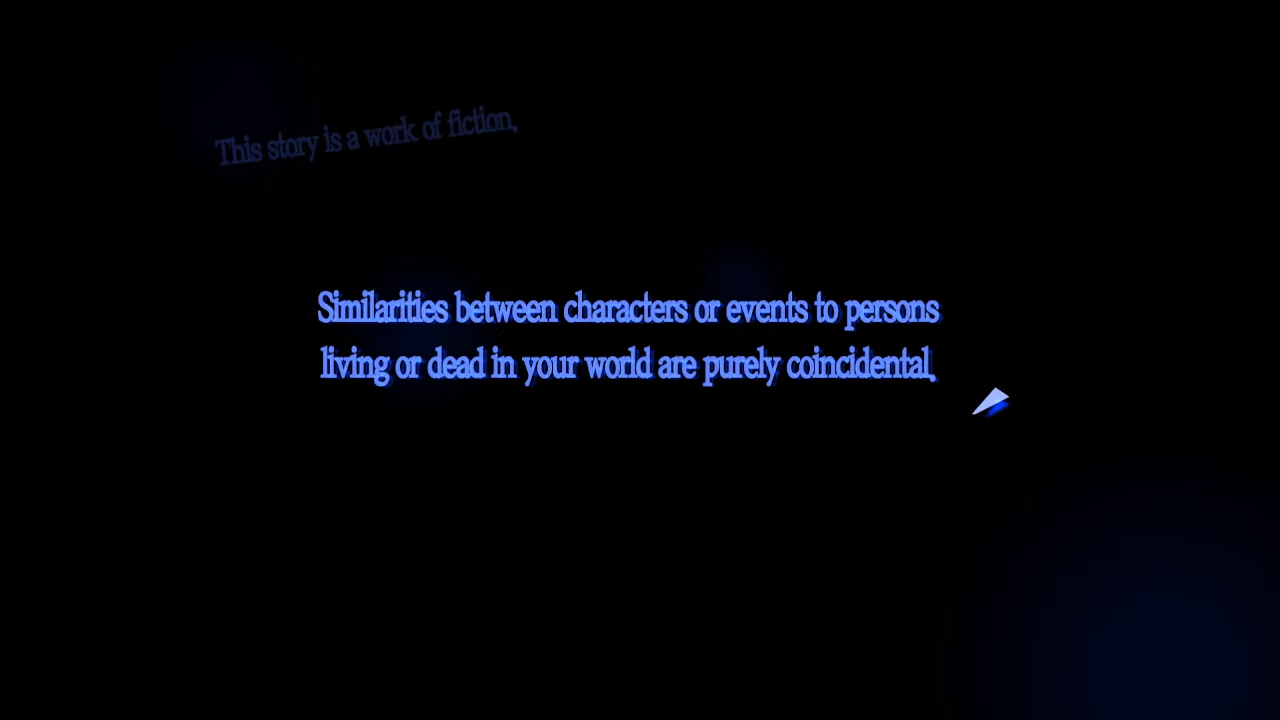 This story is a work of fiction.
Similarities between characters or events to persons
living or dead in your world are purely coincidental.